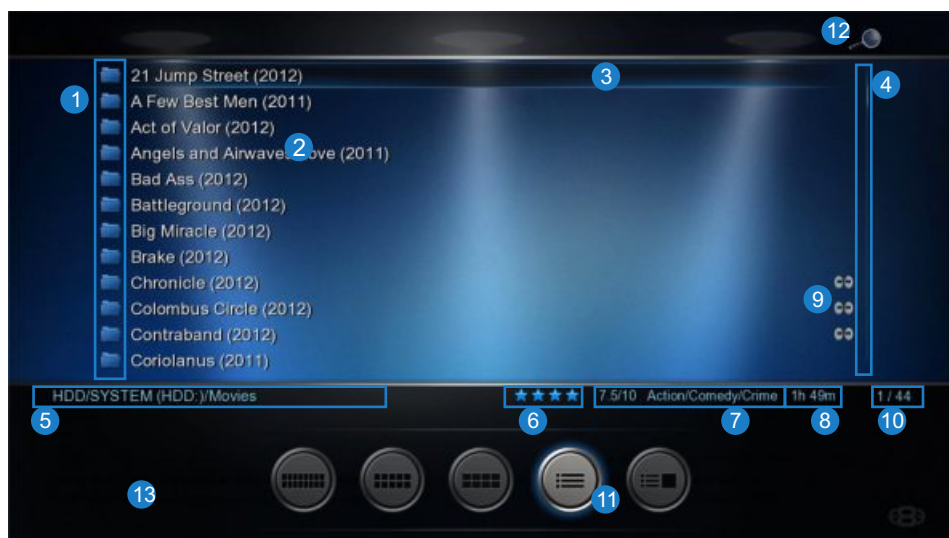 12
21 Jump Street (2012)
3
4
1
A Few Best Men (2011)
Act of Valor (2012)
2
Angels and Airwaves ove (2011)
Bad Ass (2012)
Battleground (2012)
Big Miracle (2012)
Brake (2012)
Chronicle (2012)
9
Colombus Circle (2012)
Contraband (2012)
Coriolanus (2011)
HDD/SYSTEM (HDD:)/Movies
7.5/10 Action/Comedy/Crime
1h 49m
1 / 44
5
6
7
8
10
11
13